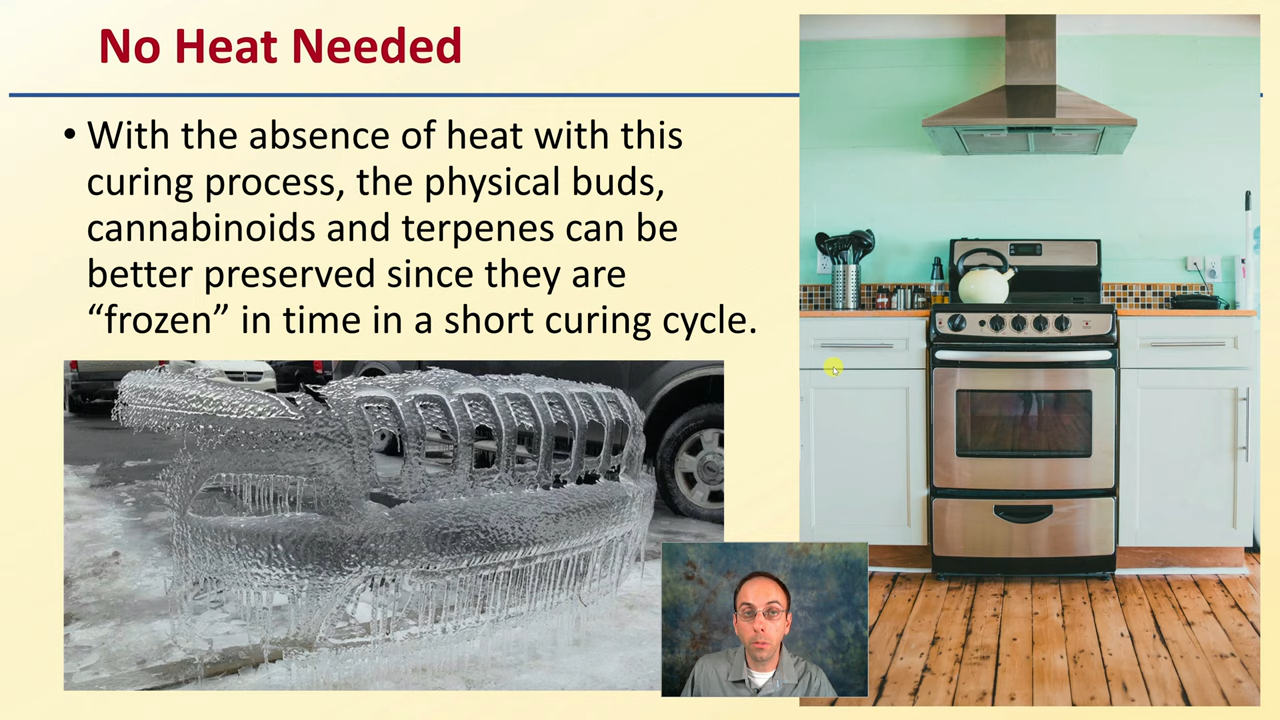 No Heat Needed
• With the absence of heat with this
curing process, the physical buds,
cannabinoids and terpenes can be
better preserved since they are
“frozen” in time in a short curing cycle.